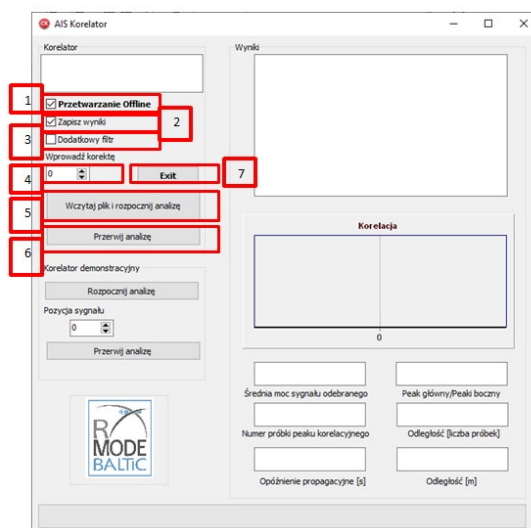 AIS Korelator
Korelator
Wyniki
1
Przetwarzanie Offline
Zapisz wyniki
2
3
Dodatkowy filtr
Wprowadź korektę
4
0
Exit
7
5
Wczytaj plik i rozpocznij analizę
6
Przerwij analizę
Korelacja
0
Korelator demonstracyjny
Rozpocznij analizę
Pozycja sygnału
0
Przerwij analizę
Średnia moc sygnału odebranego
Peak główny/Peaki boczny
Numer próbki peaku korelacyjnego
Odległość [liczba próbek]
Opóźnienie propagacyjne [s]
Odległość [m]
R
MODE
BALTIC